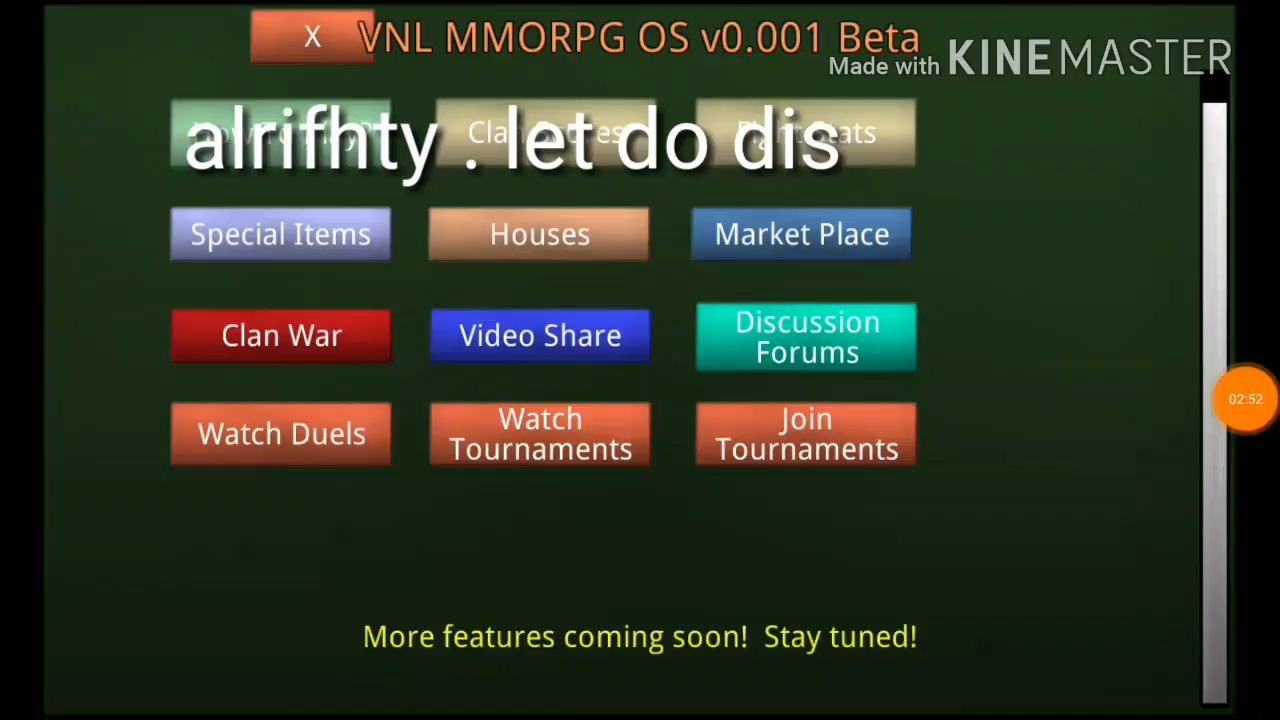 X
VNL MMORPG OS v0.001 Beta
Made with KINEMASTER
alrifhty . let do dis
Special Items
Houses
Market Place
Clan War
Video Share
Discussion
Forums
02:52
Watch Duels
Watch
Tournaments
Join
Tournaments
More features coming soon! Stay tuned!